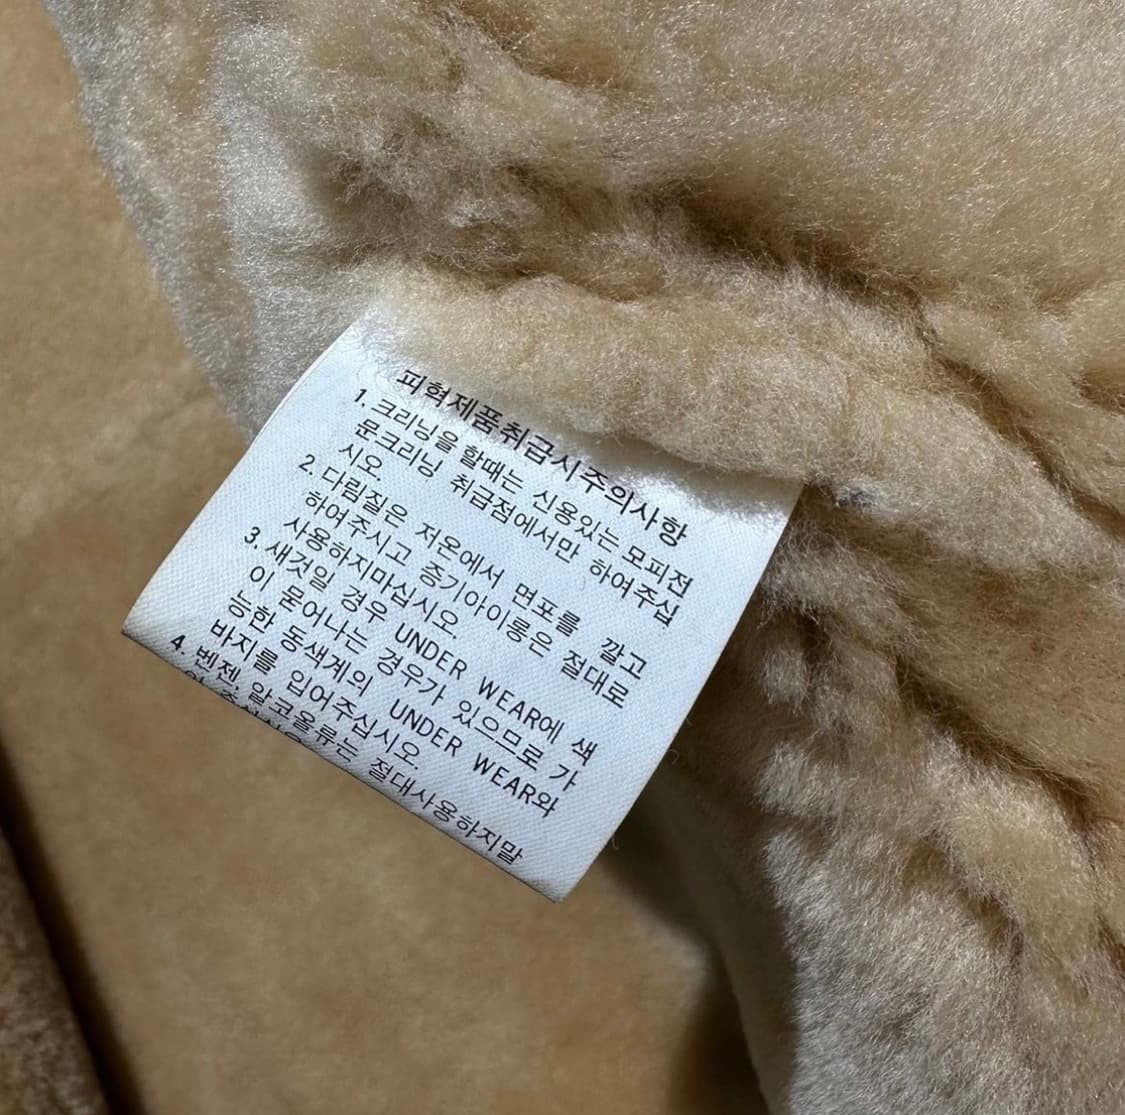 피혁제품취급시주의사항
1. 크리닝을 할때는 신용있는 모피전
문크리닝 취급점에서만 하여주십
시오.
2. 다림질은 저온에서 면포를 깔고
하여주시고 증기아이롱은 절대로
사용하지마십시오.
3. 새것일 경우 UNDER WEAR에 색
이 묻어나는 경우가 있으므로 가
능한 동색계의 UNDER WEAR와
바지를 입어주십시오.
4. 벤젠 알코올류는 절대사용하지말